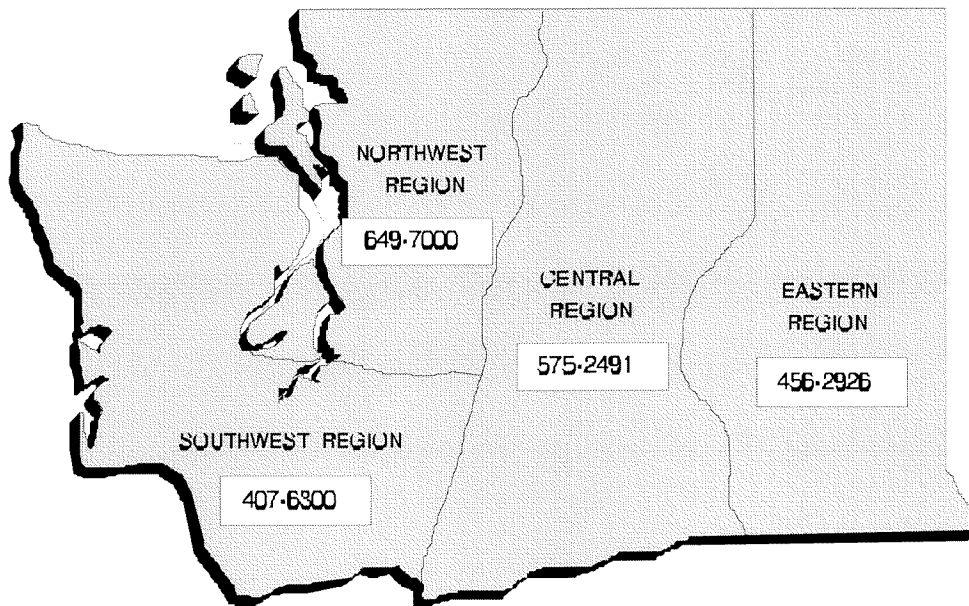 NORTHWEST
REGION
649-7000
CENTRAL
REGION
575-2491
EASTERN
REGION
456-2926
SOUTHWEST REGION
407-6300